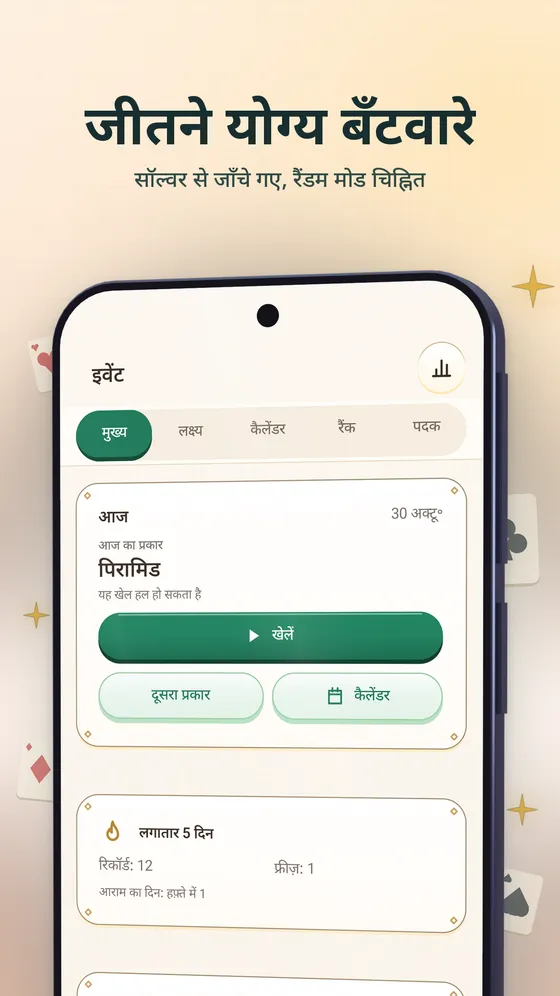 जीतने योग्य बँटवारे
सॉल्वर से जाँचे गए, रैंडम मोड चिह्नित
इवेंट
मुख्य लक्ष्य कैलेंडर रैंक पदक
आज 30 अक्टू॰
आज का प्रकार
पिरामिड
यह खेल हल हो सकता है
खेलें
दूसरा प्रकार कैलेंडर
लगातार 5 दिन
रिकॉर्ड: 12 फ्रीज़: 1
आराम का दिन: हफ़्ते में 1